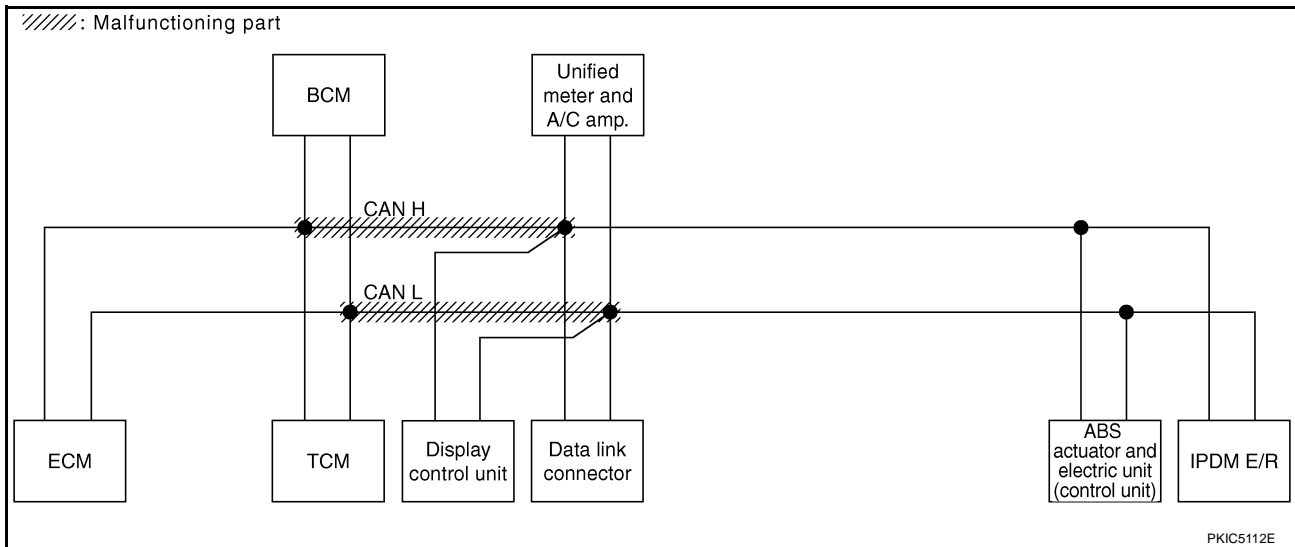 : Malfunctioning part
BCM
Unified
meter and
A/C amp.
CAN H
CAN L
ECM
TCM
Display
control unit
Data link
connector
ABS
actuator and
electric unit
(control unit)
IPDM E/R
PKIC5112E